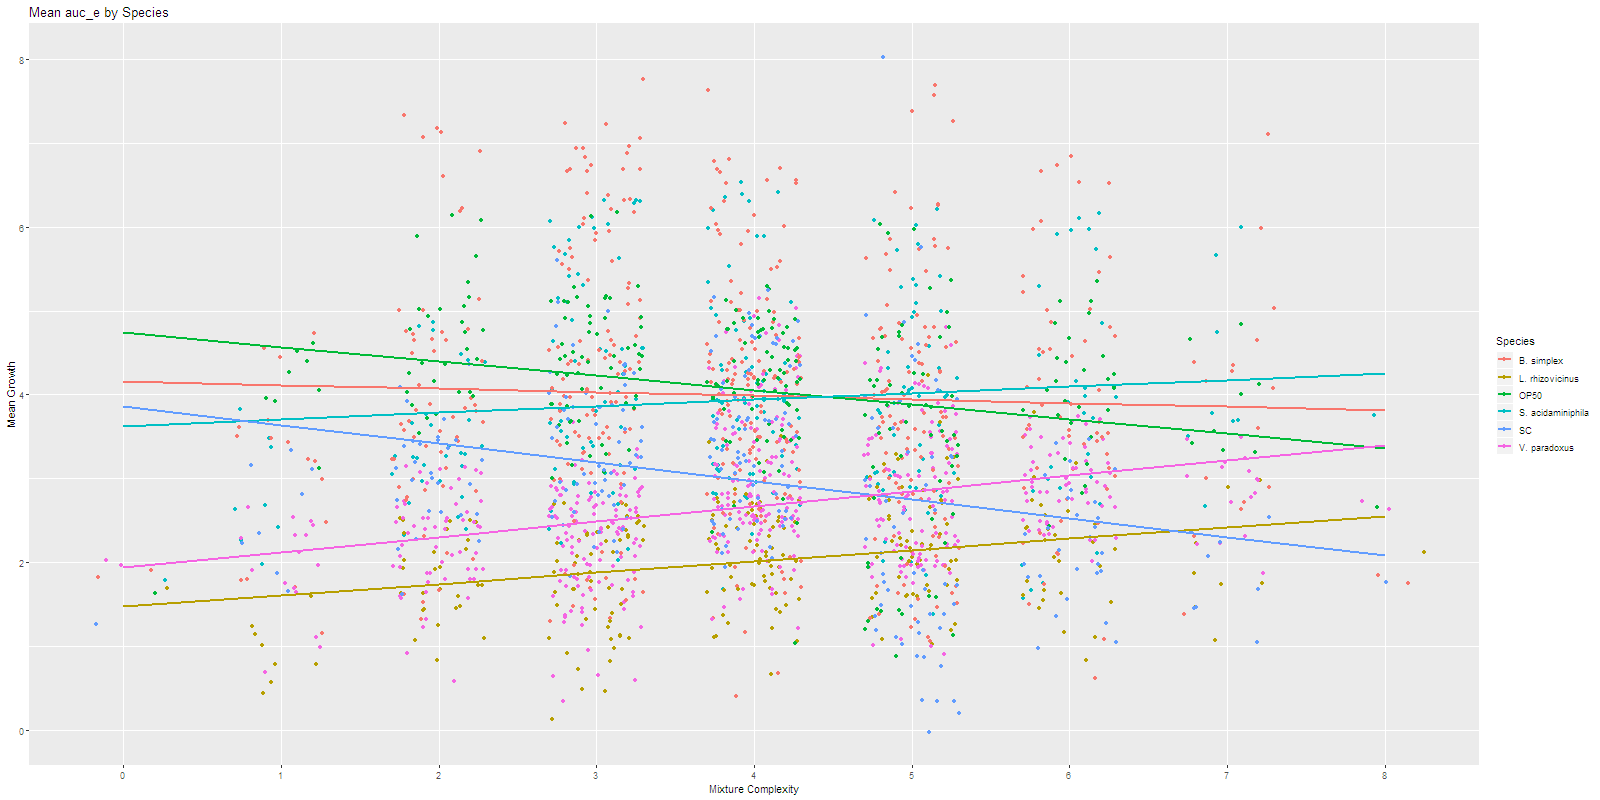 Mean auc_e by Species
8
6
4
2
0
Mean Growth
0 1 2 3 4 5 6 7 8
Mixture Complexity
Species
B. simplex
L. rhizovicinus
OP50
S. acidaminiphila
SC
V. paradoxus